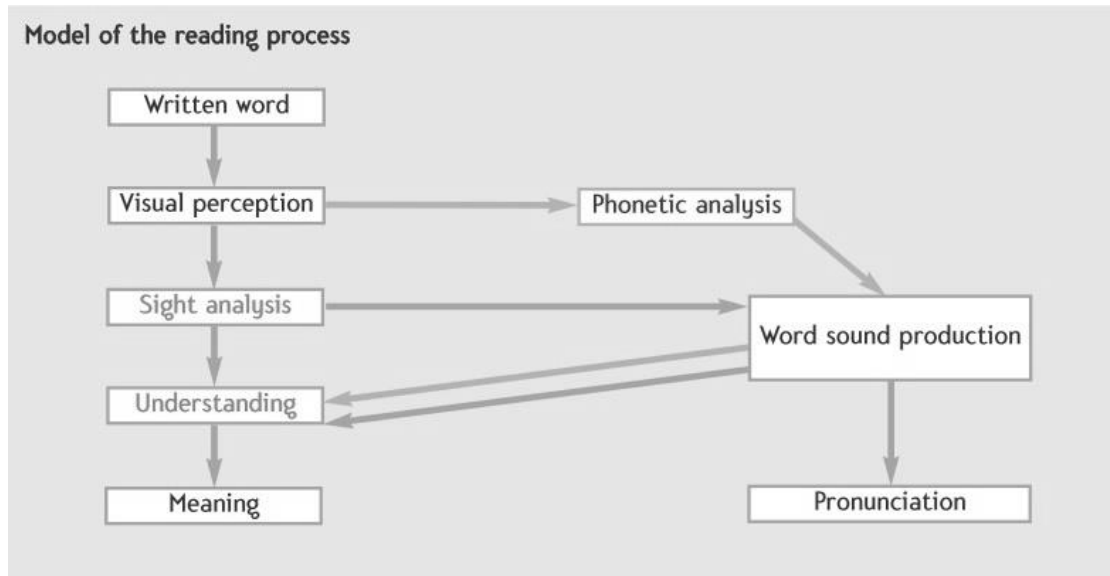 Model of the reading process
Written word
Visual perception
Phonetic analysis
Sight analysis
Word sound production
Understanding
Meaning
Pronunciation